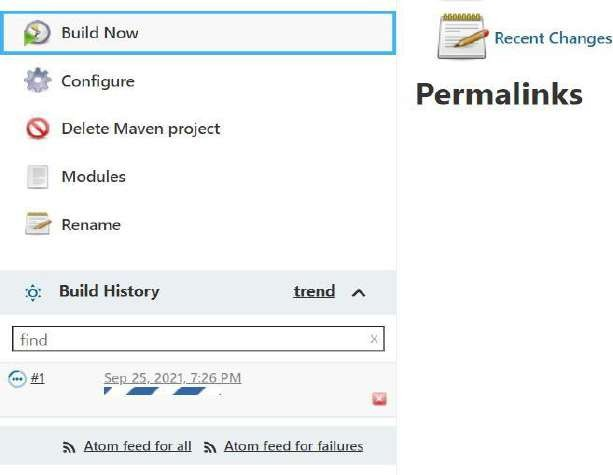 Build Now
Recent Changes
Configure
Permalinks
Delete Maven project
Modules
Rename
Build History trend
find x
#1 Sep 25, 2021, 7:26 PM
Atom feed for all Atom feed for failures